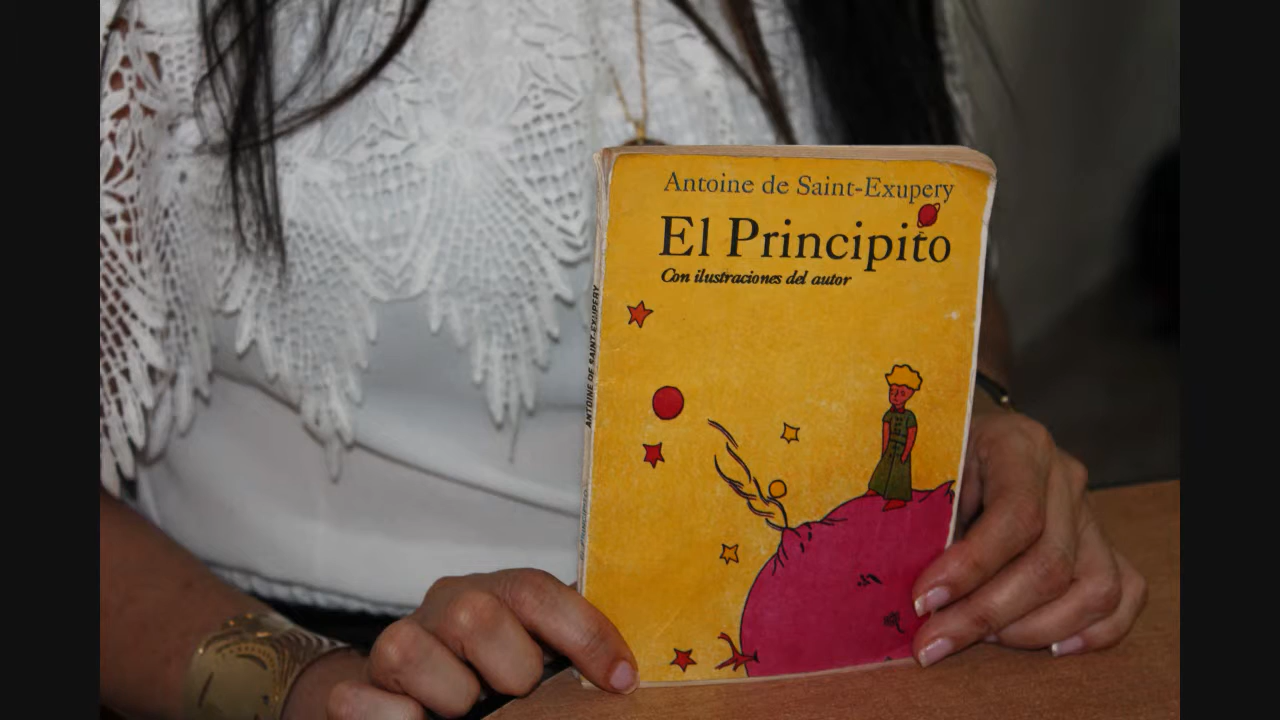 Antoine de Saint-Exupery
El Principito
Con ilustraciones del autor
ANTOINE DE SAINT-EXUPERY